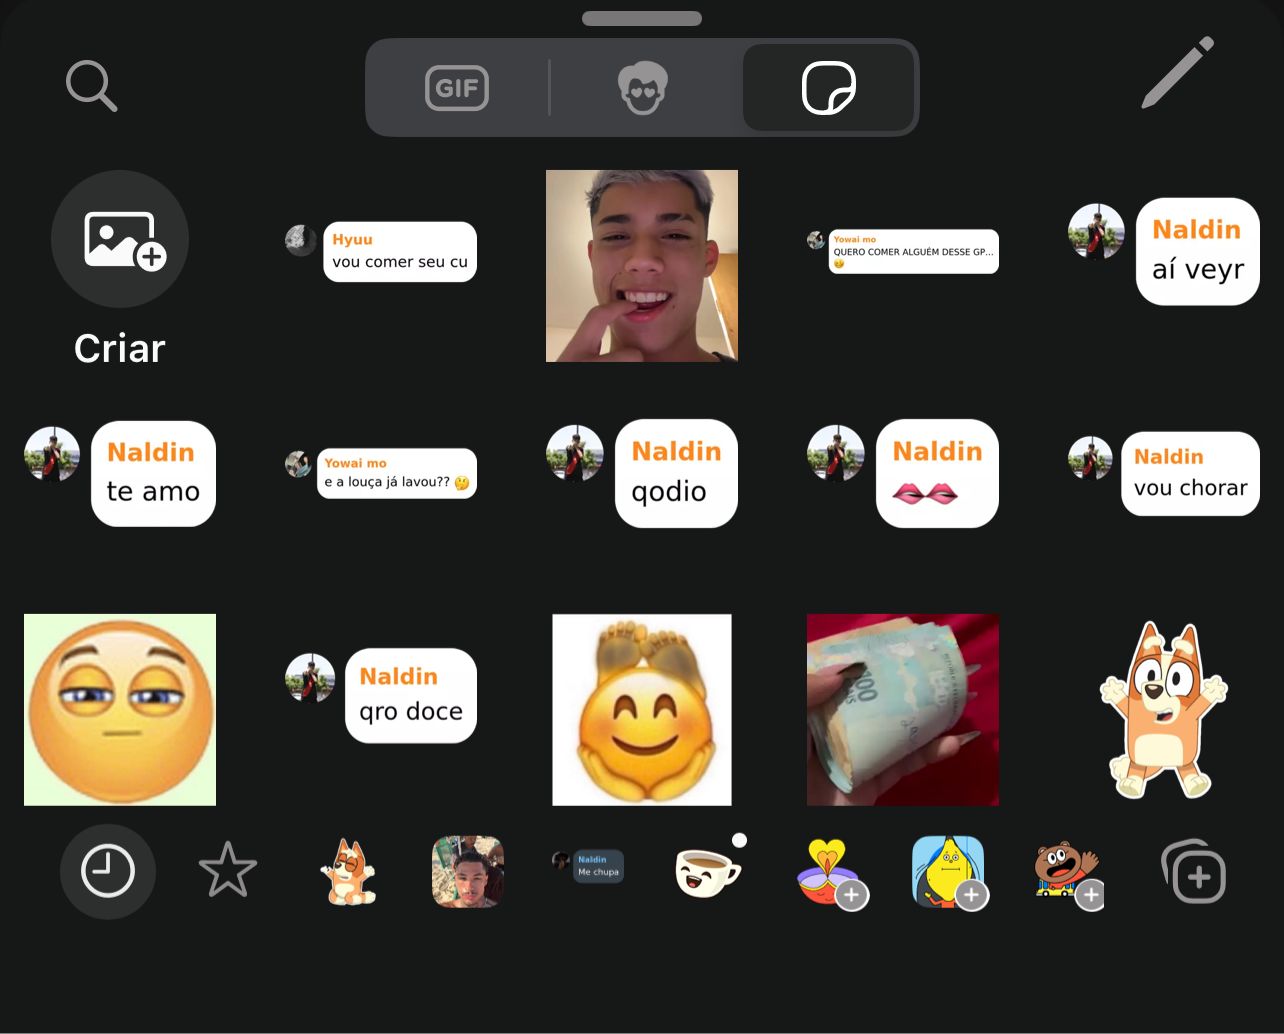 GIF
Criar
Hyuu
vou comer seu cu
Yowai mo
QUERO COMER ALGUÉM DESSE GP...
😏
Naldin
aí veyr
Naldin
te amo
Yowai mo
e a louça já lavou?? 🤔
Naldin
qodio
Naldin
🫦🫦
Naldin
vou chorar
Naldin
qro doce
100
Naldin
Me chupa